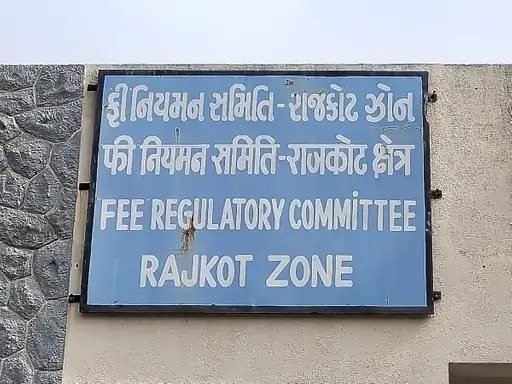 ફી નિયમન સમિતિ-રાજકોટ ઝોન
फी नियमन समिति-राजकोट क्षेत्र
FEE REGULATORY COMMITTEE
RAJKOT ZONE